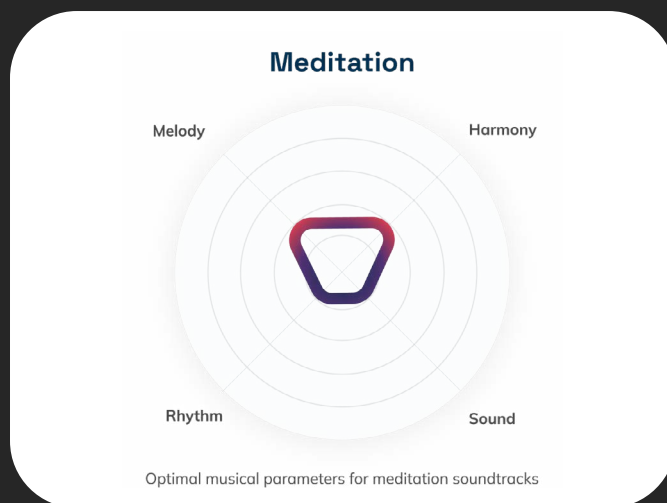 Meditation
Melody
Harmony
Rhythm
Sound
Optimal musical parameters for meditation soundtracks